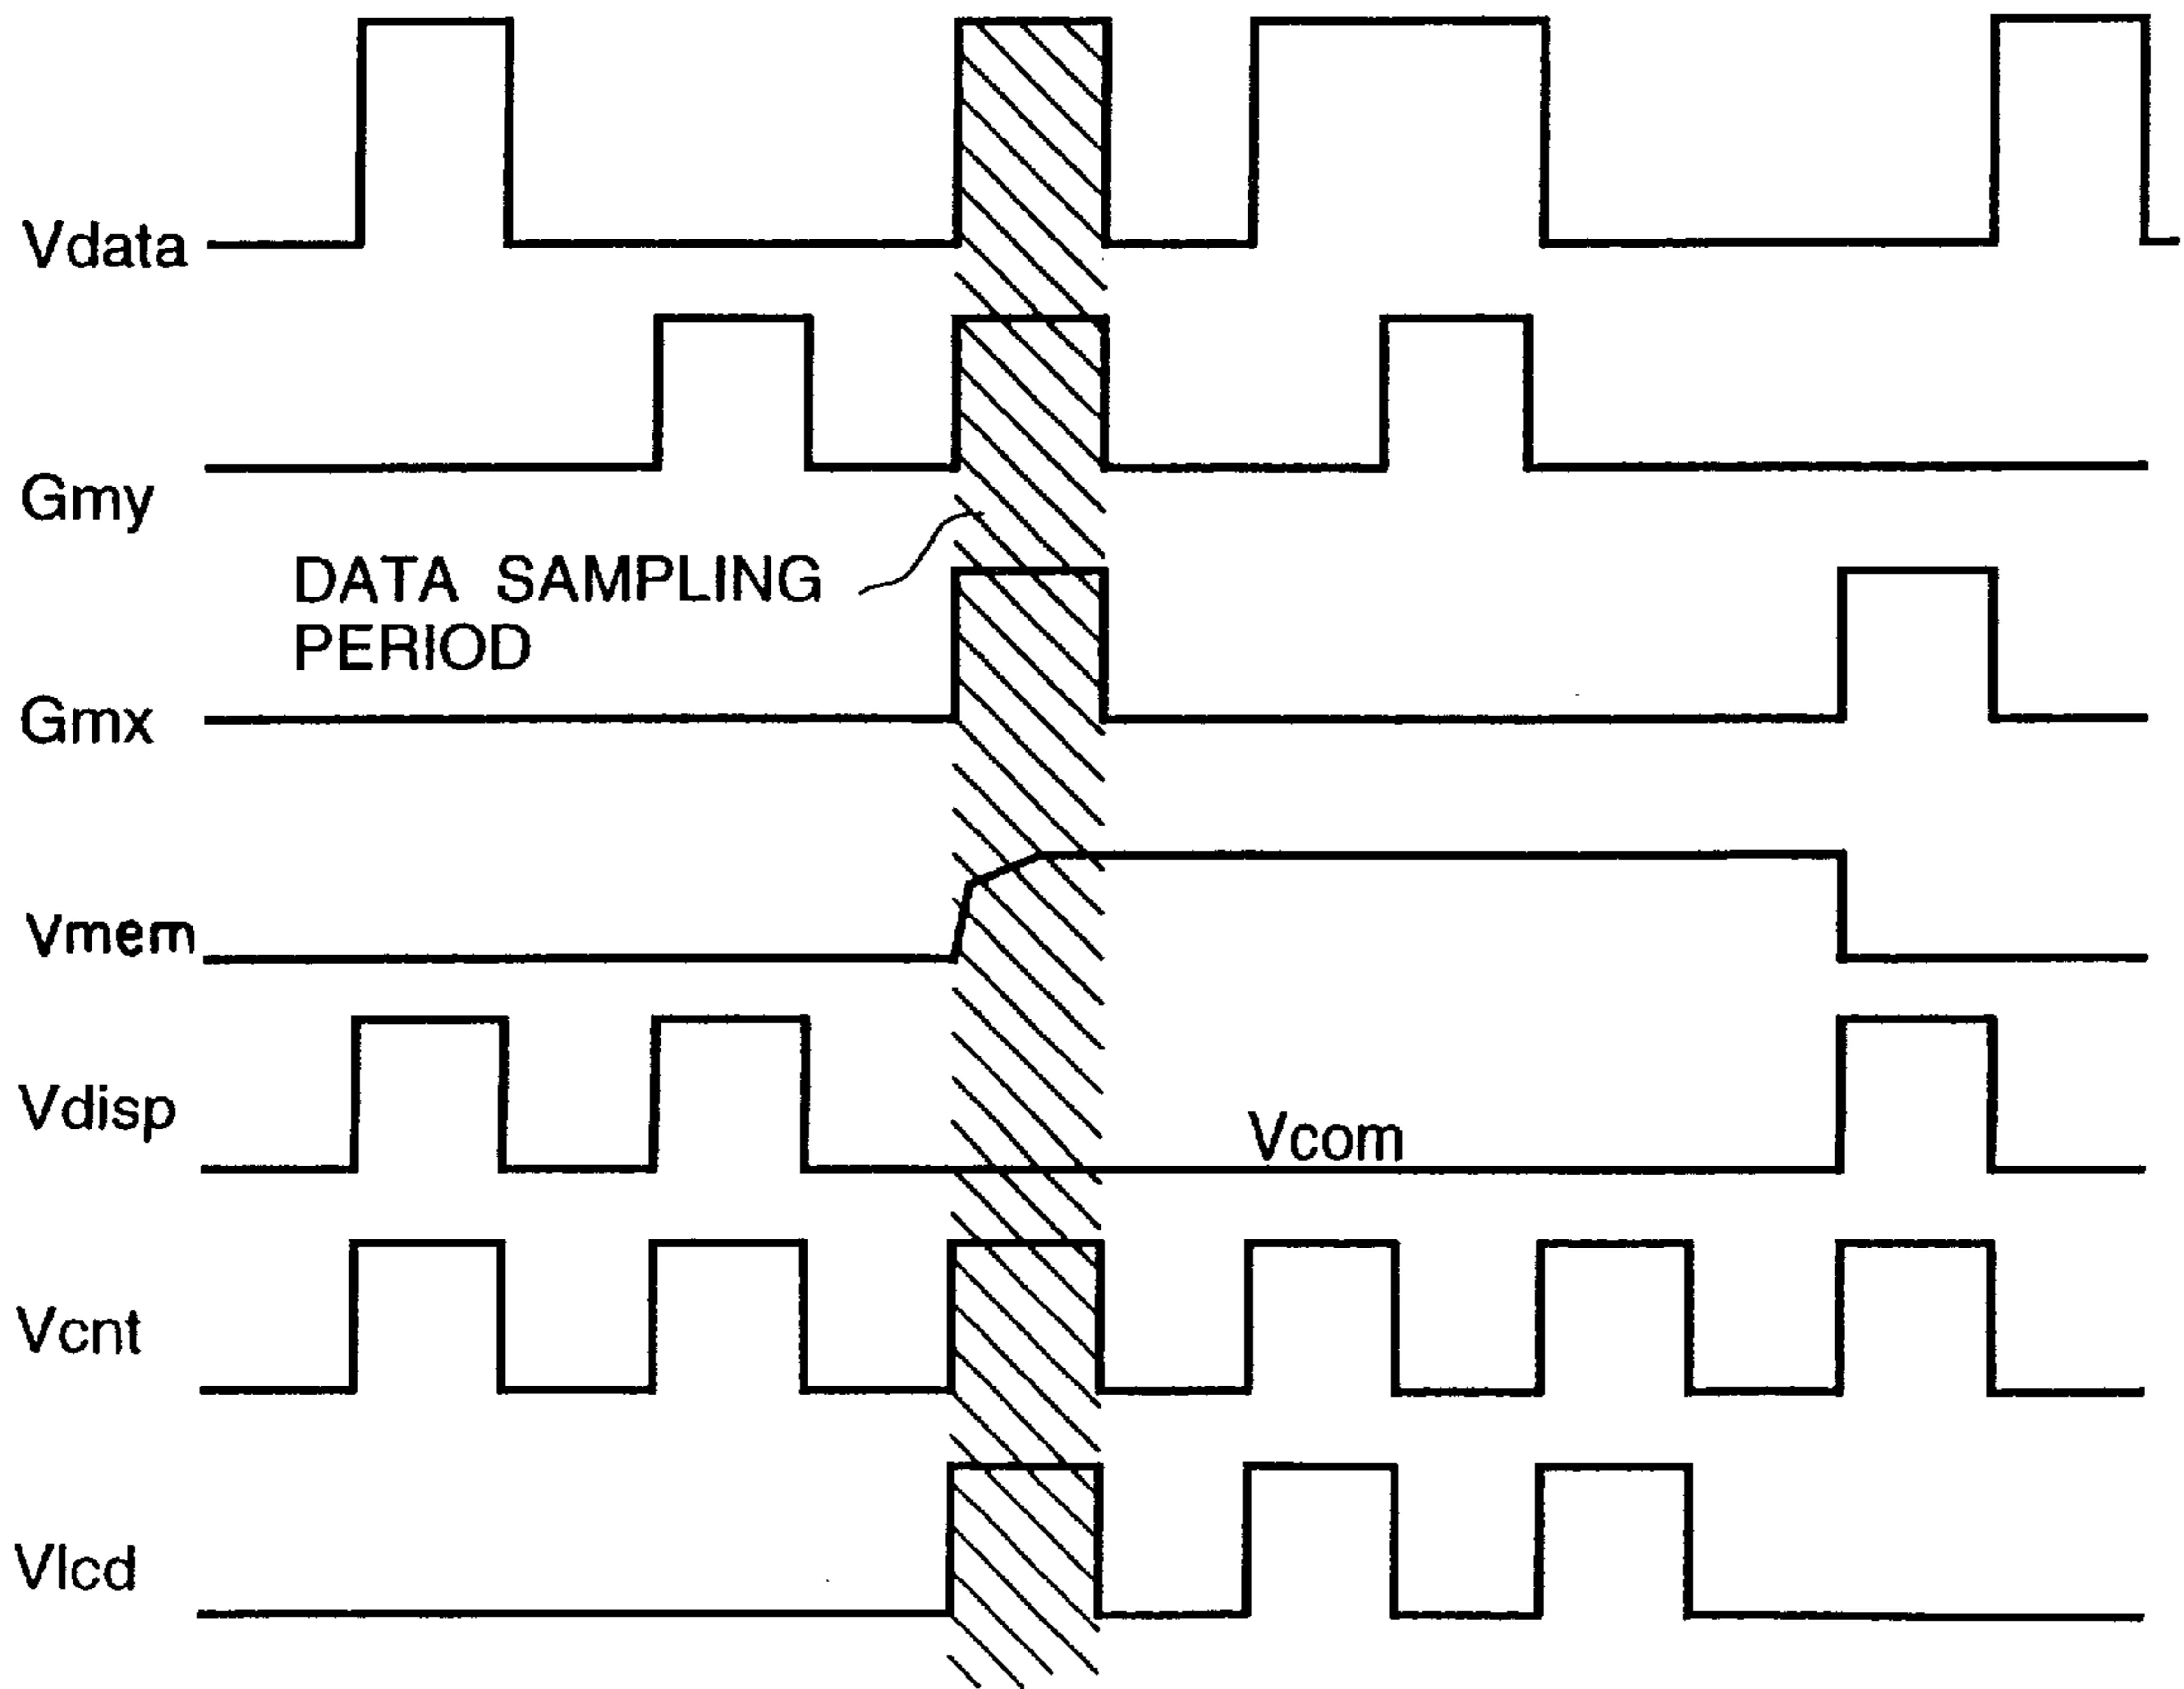 Vdata
Gmy
DATA SAMPLING
PERIOD
Gmx
Vmem
Vdisp
Vcom
Vcnt
Vlcd